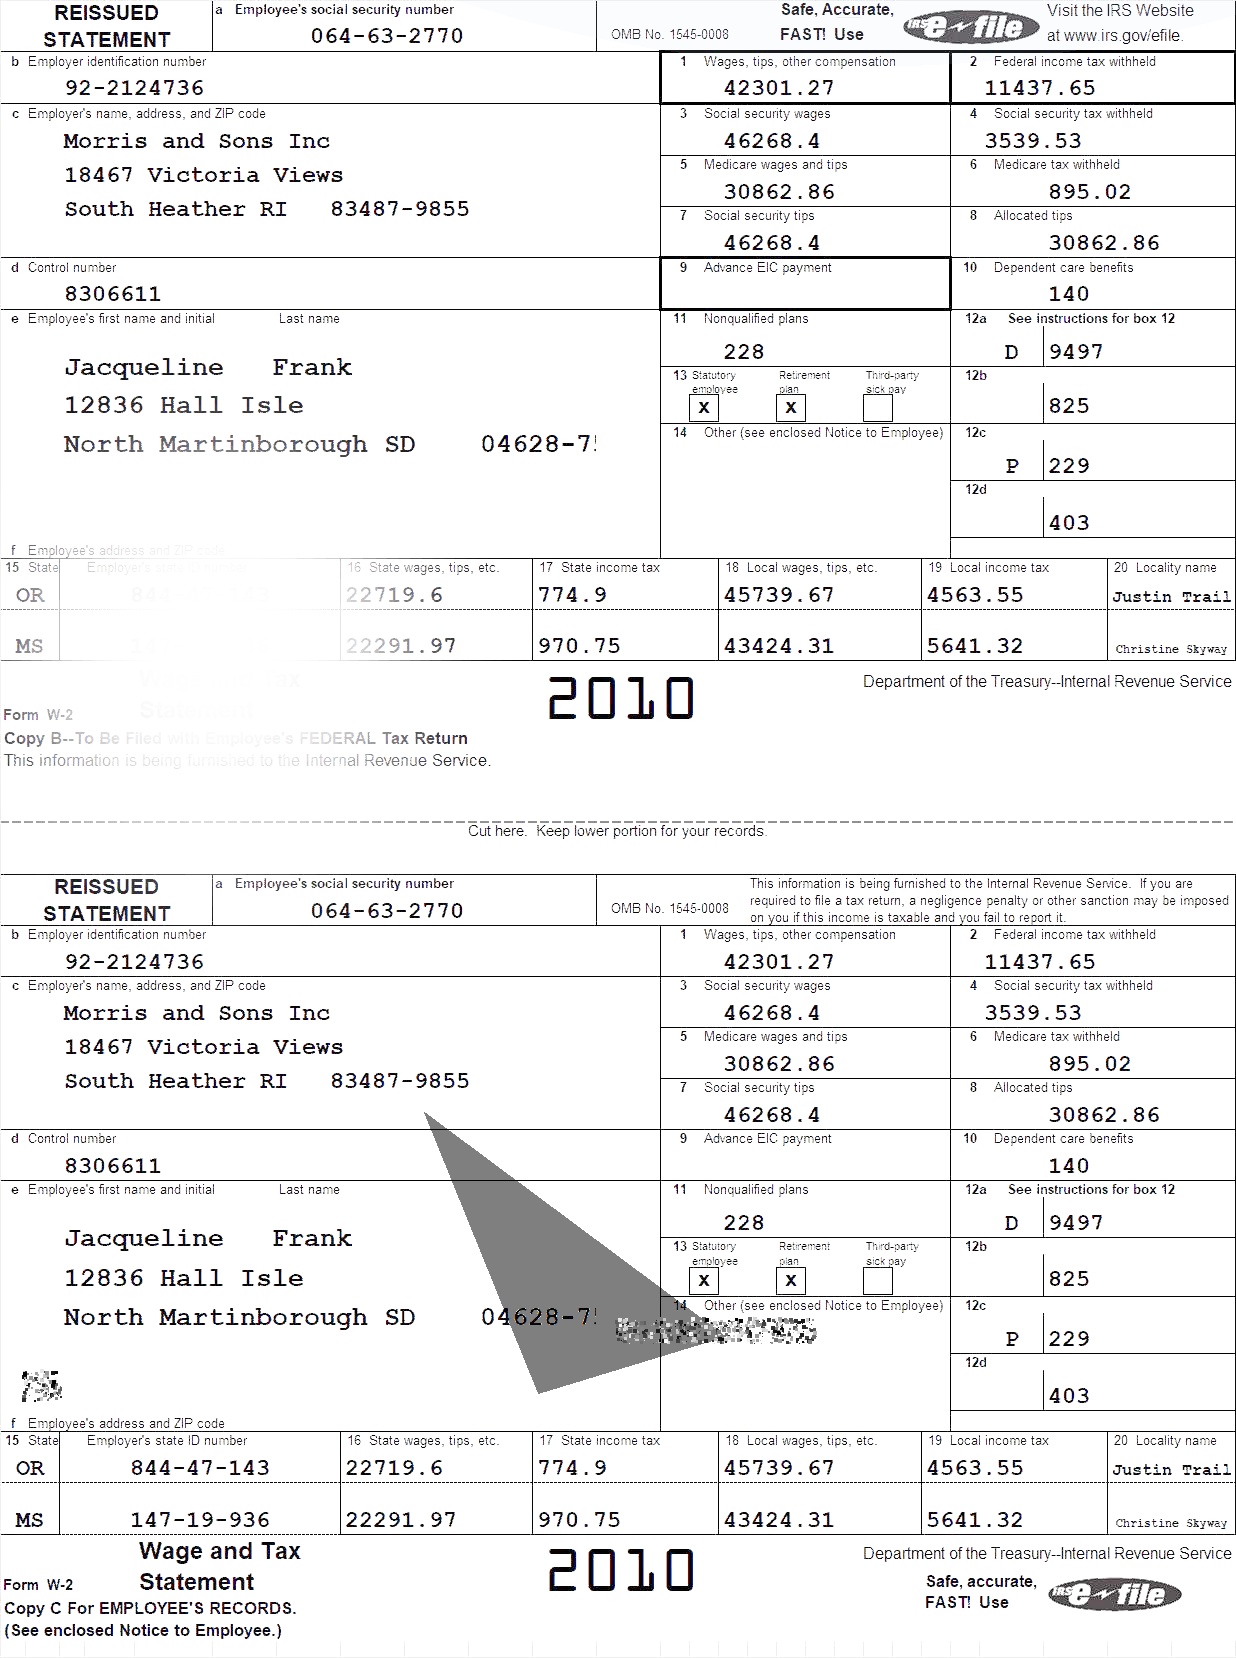 REISSUED STATEMENT
a Employee's social security number
064-63-2770
OMB No. 1545-0008
Safe, Accurate, FAST! Use
IRS e-file
Visit the IRS Website at www.irs.gov/efile.
b Employer identification number
92-2124736
1 Wages, tips, other compensation
42301.27
2 Federal income tax withheld
11437.65
c Employer's name, address, and ZIP code
Morris and Sons Inc
18467 Victoria Views
South Heather RI 83487-9855
3 Social security wages
46268.4
4 Social security tax withheld
3539.53
5 Medicare wages and tips
30862.86
6 Medicare tax withheld
895.02
7 Social security tips
46268.4
8 Allocated tips
30862.86
d Control number
8306611
9 Advance EIC payment
10 Dependent care benefits
140
e Employee's first name and initial Last name
Jacqueline Frank
12836 Hall Isle
North Martinborough SD 04628-7
11 Nonqualified plans
228
12a See instructions for box 12
D 9497
13 Statutory employee X
Retirement plan X
Third-party sick pay
12b
825
14 Other (see enclosed Notice to Employee)
12c
P 229
12d
403
f Employee's address and ZIP code
15 State Employer's state ID number
16 State wages, tips, etc.
17 State income tax
18 Local wages, tips, etc.
19 Local income tax
20 Locality name
OR 22719.6 774.9 45739.67 4563.55 Justin Trail
MS 22291.97 970.75 43424.31 5641.32 Christine Skyway
Wage and Tax
Statement
Form W-2
2010
Department of the Treasury--Internal Revenue Service
Copy B--To Be Filed with Employee's FEDERAL Tax Return
This information is being furnished to the Internal Revenue Service.
Cut here. Keep lower portion for your records.
REISSUED STATEMENT
a Employee's social security number
064-63-2770
OMB No. 1545-0008
This information is being furnished to the Internal Revenue Service. If you are
required to file a tax return, a negligence penalty or other sanction may be imposed
on you if this income is taxable and you fail to report it.
b Employer identification number
92-2124736
1 Wages, tips, other compensation
42301.27
2 Federal income tax withheld
11437.65
c Employer's name, address, and ZIP code
Morris and Sons Inc
18467 Victoria Views
South Heather RI 83487-9855
3 Social security wages
46268.4
4 Social security tax withheld
3539.53
5 Medicare wages and tips
30862.86
6 Medicare tax withheld
895.02
7 Social security tips
46268.4
8 Allocated tips
30862.86
d Control number
8306611
9 Advance EIC payment
10 Dependent care benefits
140
e Employee's first name and initial Last name
Jacqueline Frank
12836 Hall Isle
North Martinborough SD 04628-7
11 Nonqualified plans
228
12a See instructions for box 12
D 9497
13 Statutory employee X
Retirement plan X
Third-party sick pay
12b
825
14 Other (see enclosed Notice to Employee)
12c
P 229
12d
403
f Employee's address and ZIP code
15 State Employer's state ID number
16 State wages, tips, etc.
17 State income tax
18 Local wages, tips, etc.
19 Local income tax
20 Locality name
OR 844-47-143 22719.6 774.9 45739.67 4563.55 Justin Trail
MS 147-19-936 22291.97 970.75 43424.31 5641.32 Christine Skyway
Wage and Tax
Statement
Form W-2
2010
Department of the Treasury--Internal Revenue Service
Copy C For EMPLOYEE'S RECORDS.
(See enclosed Notice to Employee.)
Safe, accurate,
FAST! Use
IRS e-file